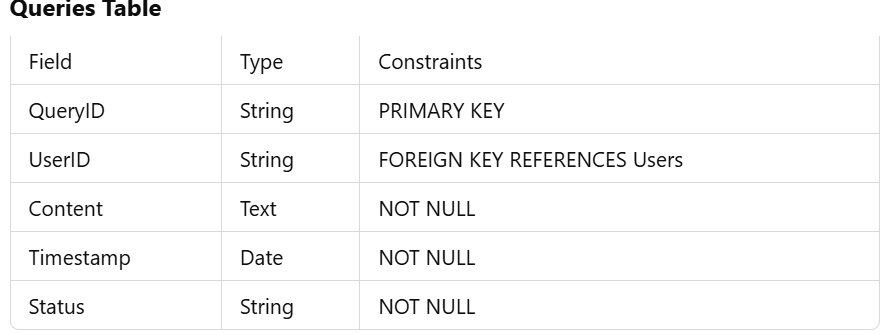 Queries Table
Field Type Constraints
QueryID String PRIMARY KEY
UserID String FOREIGN KEY REFERENCES Users
Content Text NOT NULL
Timestamp Date NOT NULL
Status String NOT NULL